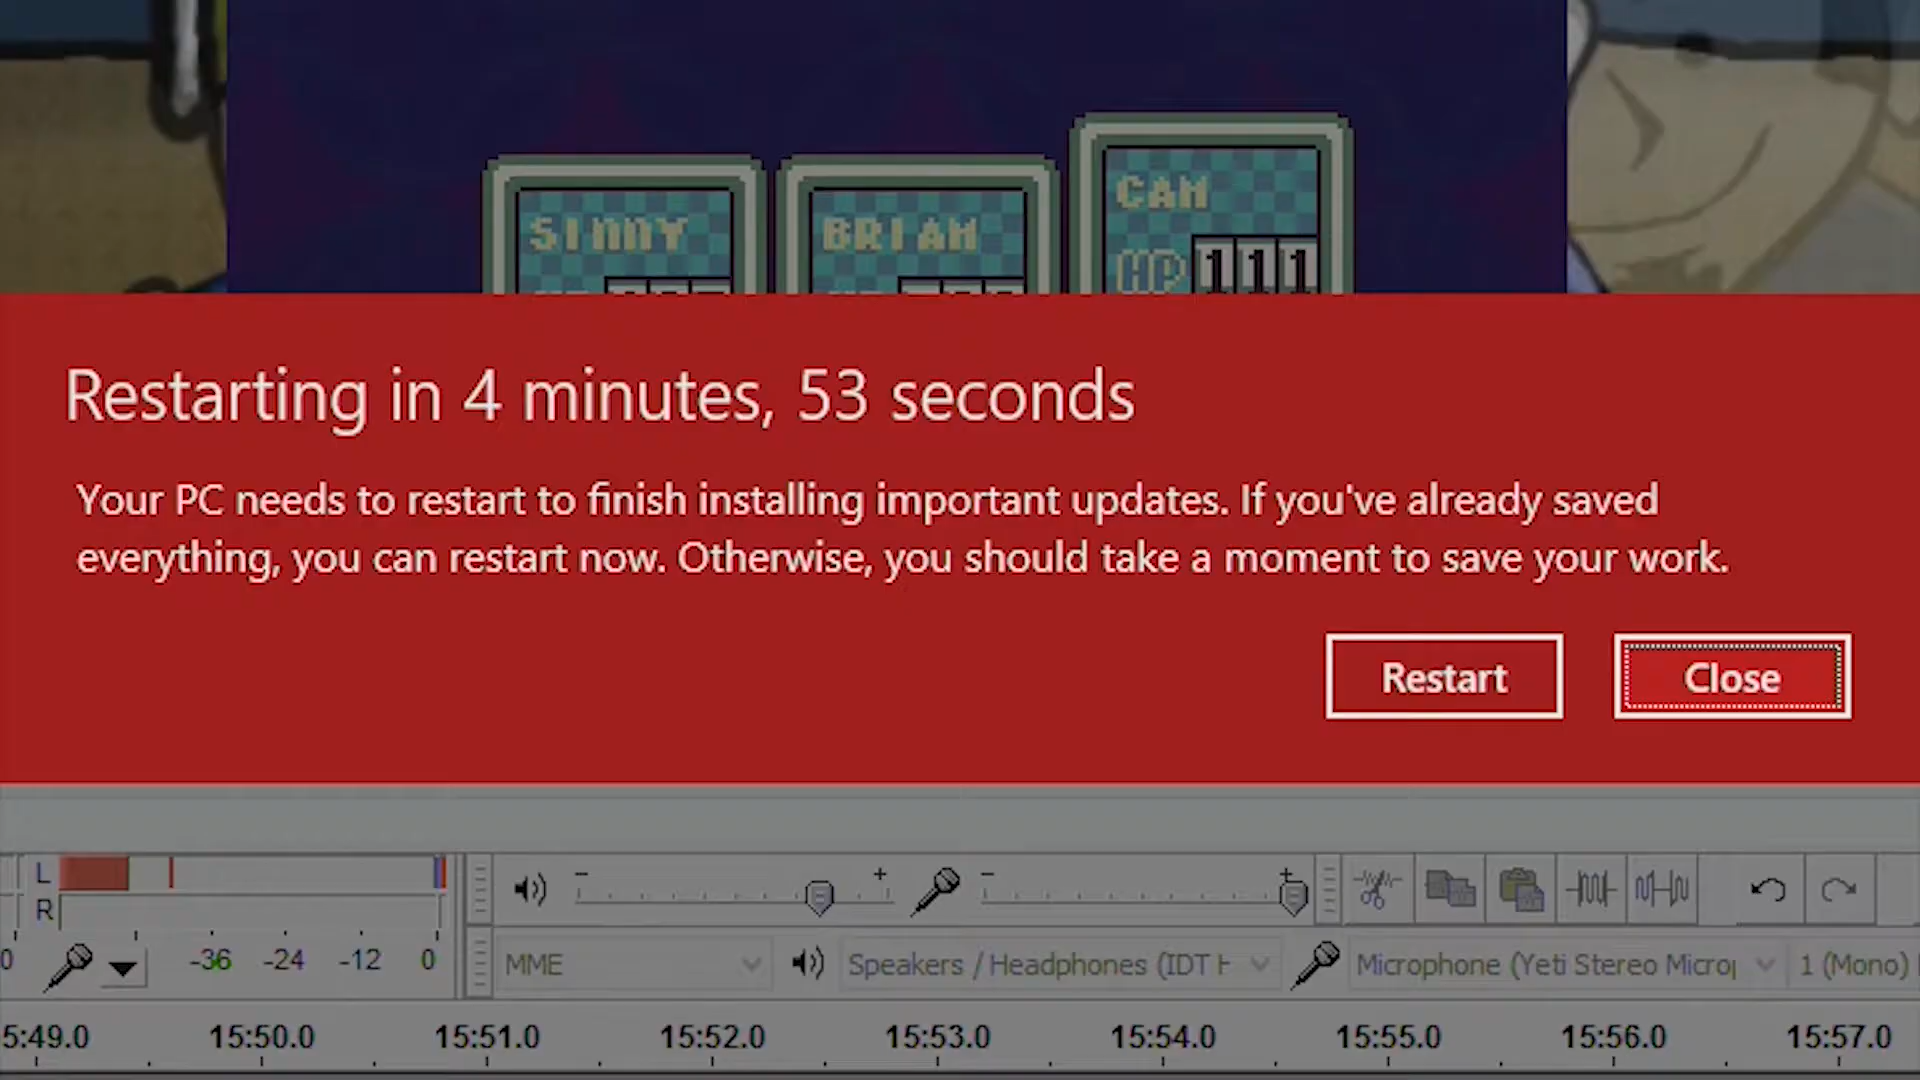 SINNY
BRIAN
CAM
HP 111
Restarting in 4 minutes, 53 seconds
Your PC needs to restart to finish installing important updates. If you've already saved
everything, you can restart now. Otherwise, you should take a moment to save your work.
Restart
Close
L
R
- +
- +
0 -36 -24 -12 0
MME
Speakers / Headphones (IDT H
Microphone (Yeti Stereo Microp
1 (Mono)
5:49.0 15:50.0 15:51.0 15:52.0 15:53.0 15:54.0 15:55.0 15:56.0 15:57.0